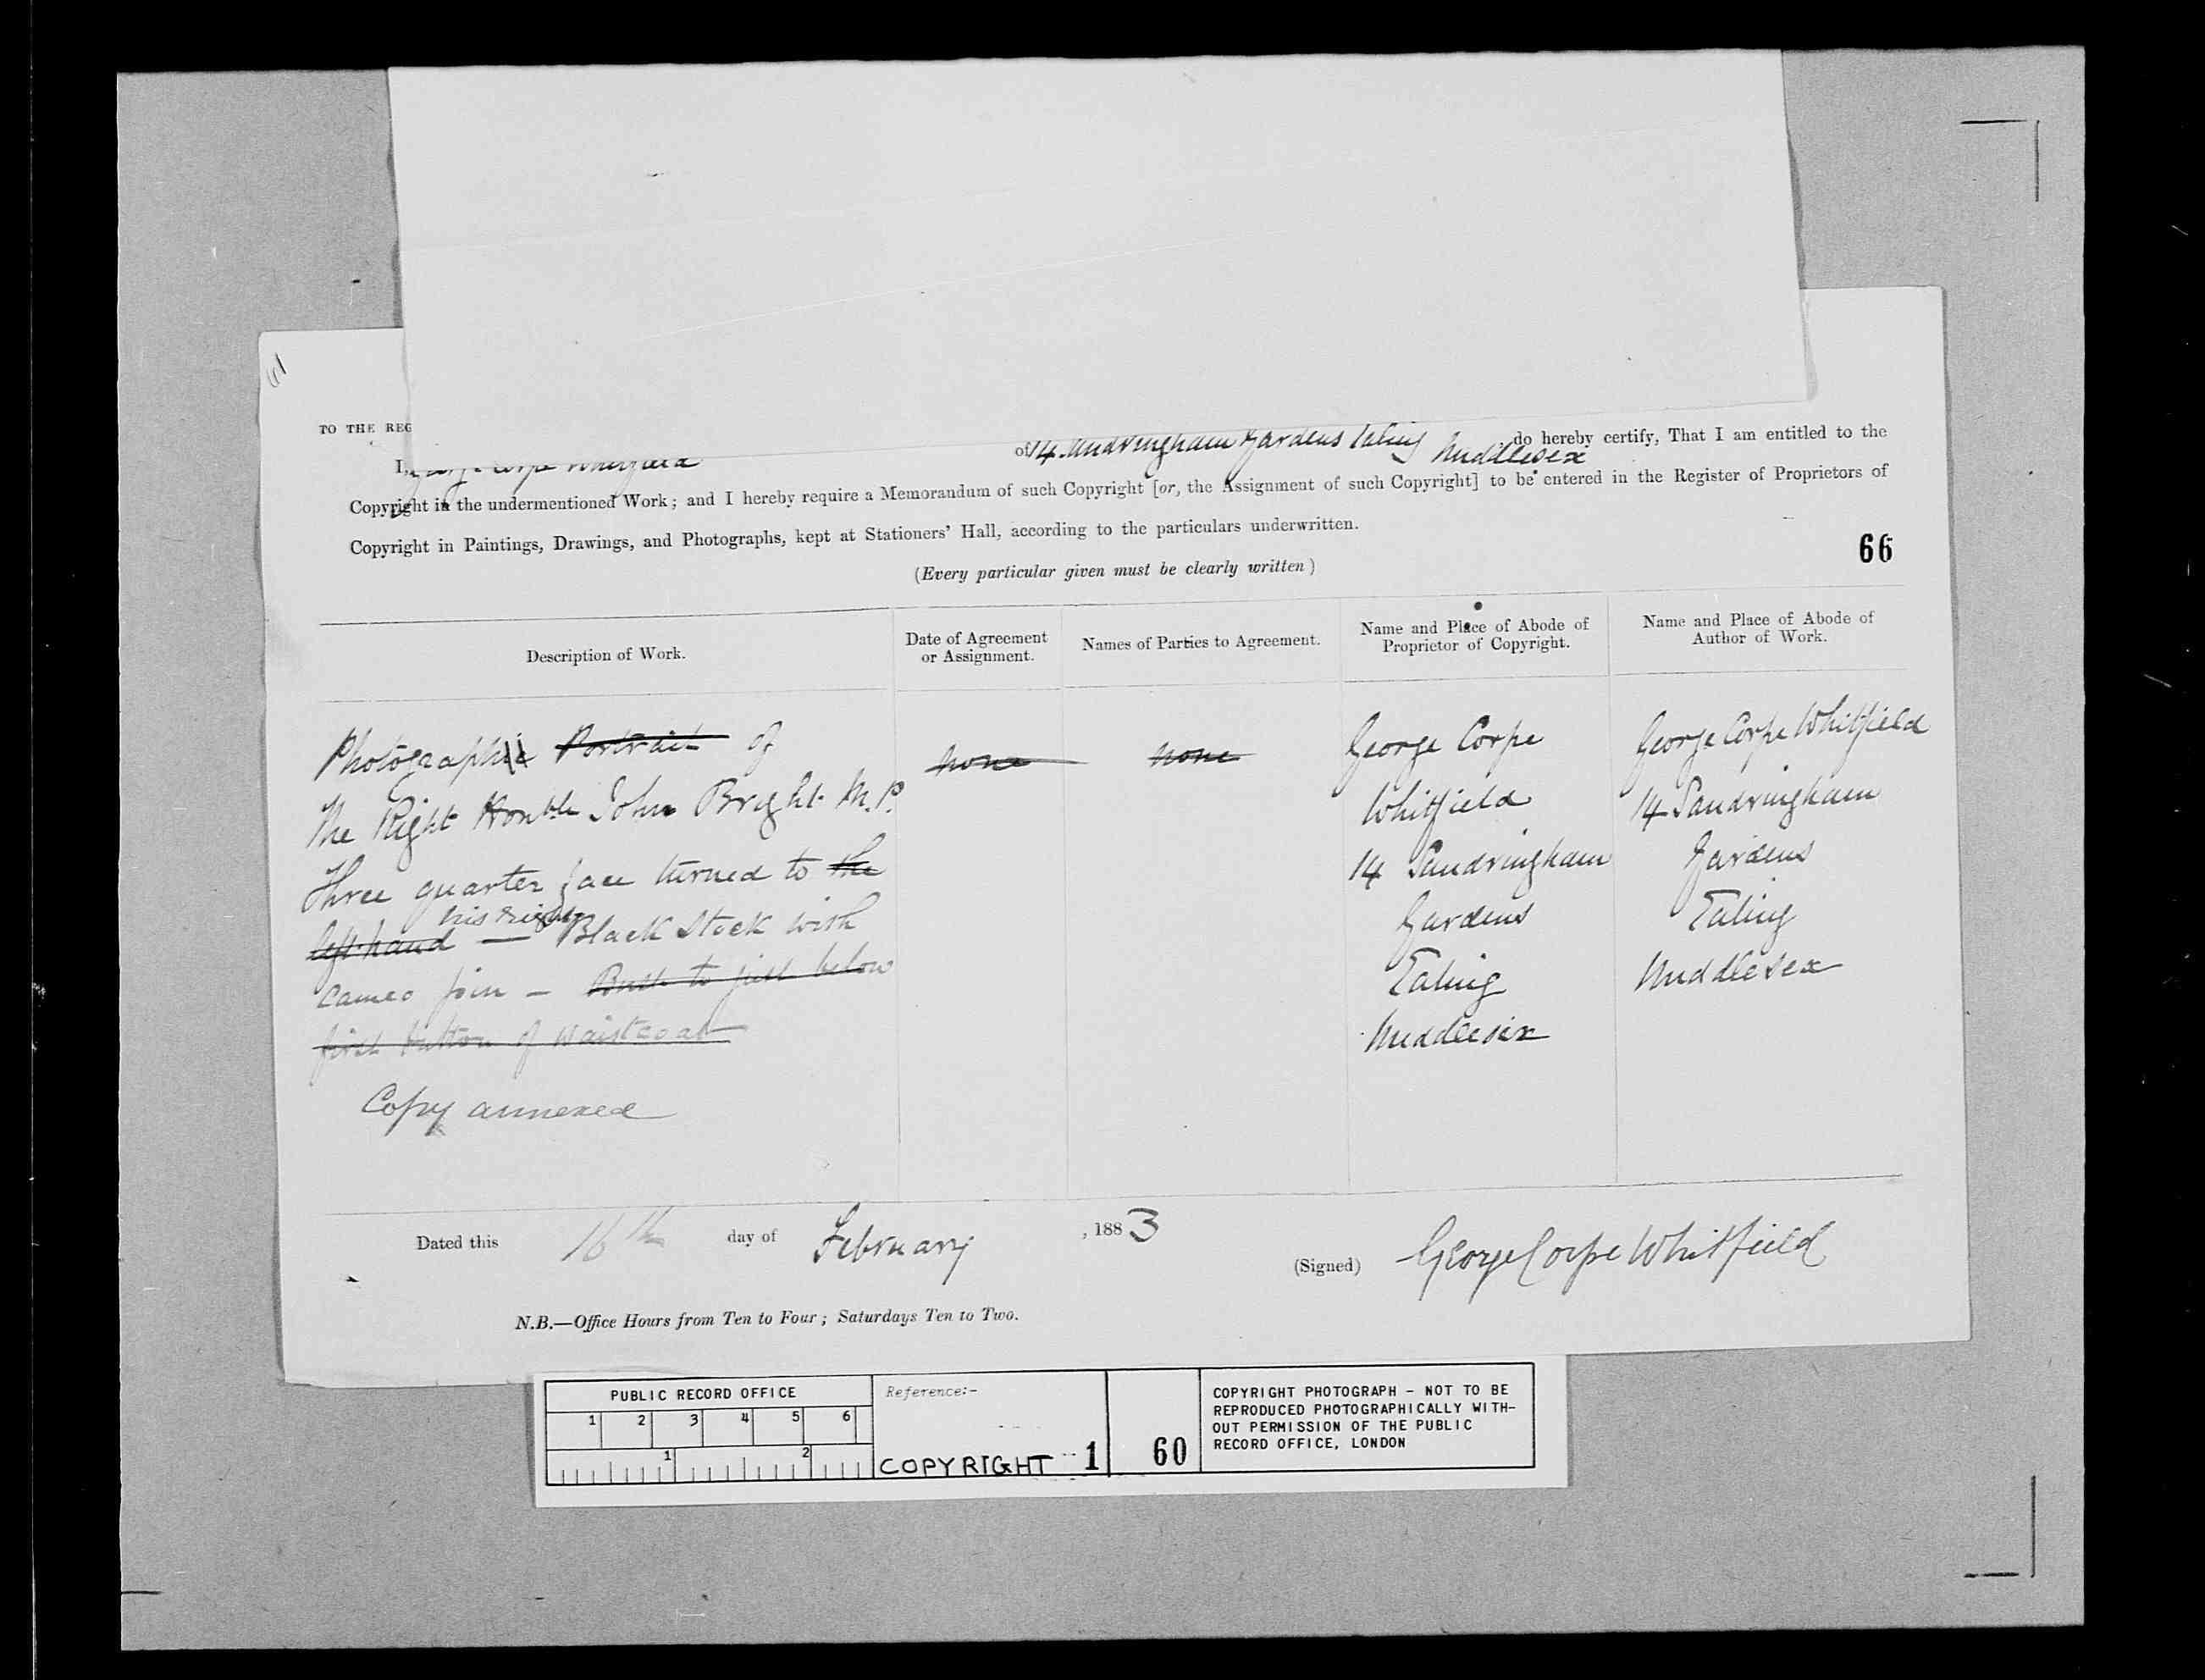 TO THE REG
I, George Corpe Whitfield of 14 Sandringham Gardens Ealing Middlesex do hereby certify, That I am entitled to the
Copyright in the undermentioned Work; and I hereby require a Memorandum of such Copyright [or, the Assignment of such Copyright] to be entered in the Register of Proprietors of
Copyright in Paintings, Drawings, and Photographs, kept at Stationers' Hall, according to the particulars underwritten.
66
(Every particular given must be clearly written)
Description of Work.
Date of Agreement
or Assignment.
Names of Parties to Agreement.
Name and Place of Abode of
Proprietor of Copyright.
Name and Place of Abode of
Author of Work.
Photographic Portrait of
The Right Honble John Bright M.P.
Three quarter face turned to the
his right
left hand — Black Stock with
Cameo pin — Bust to just below
first button of waistcoat
Copy annexed
none
none
George Corpe
Whitfield
14 Sandringham
Gardens
Ealing
Middlesex
George Corpe Whitfield
14 Sandringham
Gardens
Ealing
Middlesex
Dated this 16th day of February, 1883
(Signed) George Corpe Whitfield
N.B.—Office Hours from Ten to Four; Saturdays Ten to Two.
PUBLIC RECORD OFFICE
1 2 3 4 5 6
1 2
Reference:-
COPYRIGHT 1 60
COPYRIGHT PHOTOGRAPH - NOT TO BE
REPRODUCED PHOTOGRAPHICALLY WITH-
OUT PERMISSION OF THE PUBLIC
RECORD OFFICE, LONDON